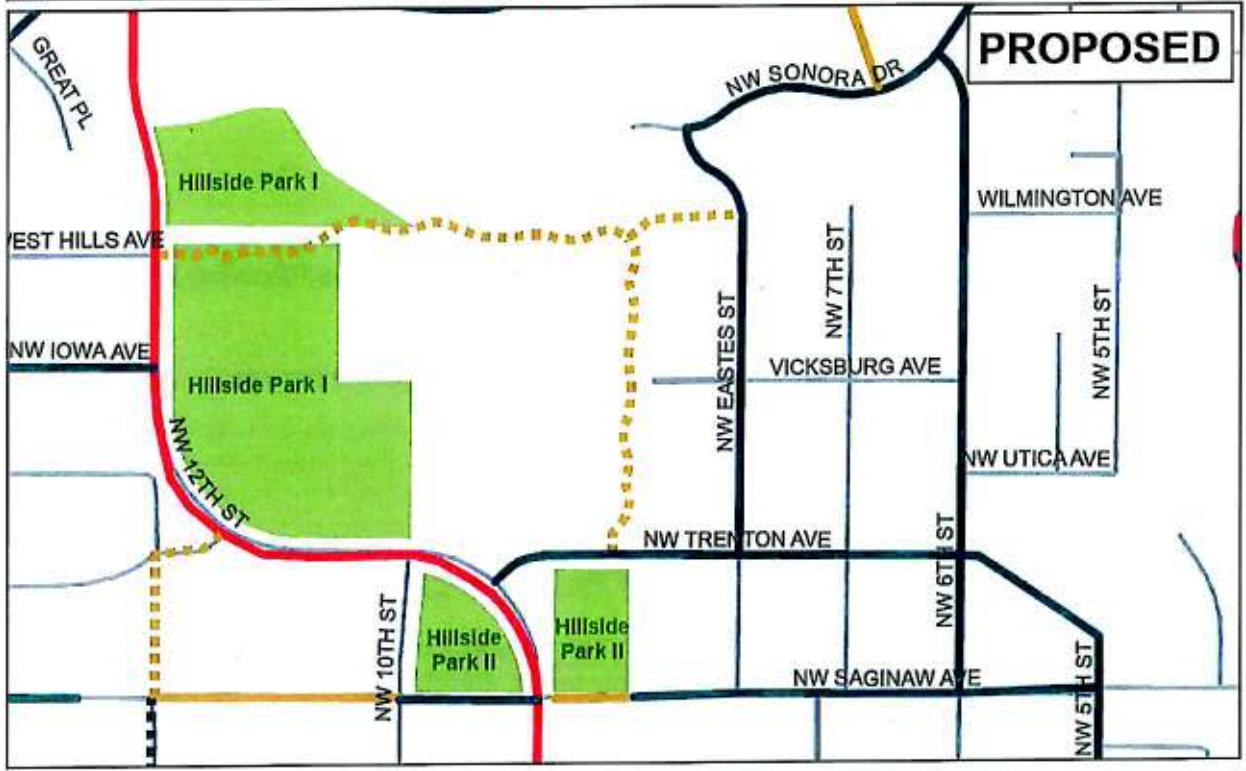 PROPOSED
GREAT PL
NW SONORA DR
Hillside Park I
WILMINGTON AVE
EST HILLS AVE
NW 7TH ST
NW 5TH ST
NW IOWA AVE
NW EASTES ST
VICKSBURG AVE
Hillside Park I
NW 12TH ST
NW UTICA AVE
NW TRENTON AVE
NW 6TH ST
NW 10TH ST
Hillside
Park II
Hillside
Park II
NW SAGINAW AVE
NW 5TH ST